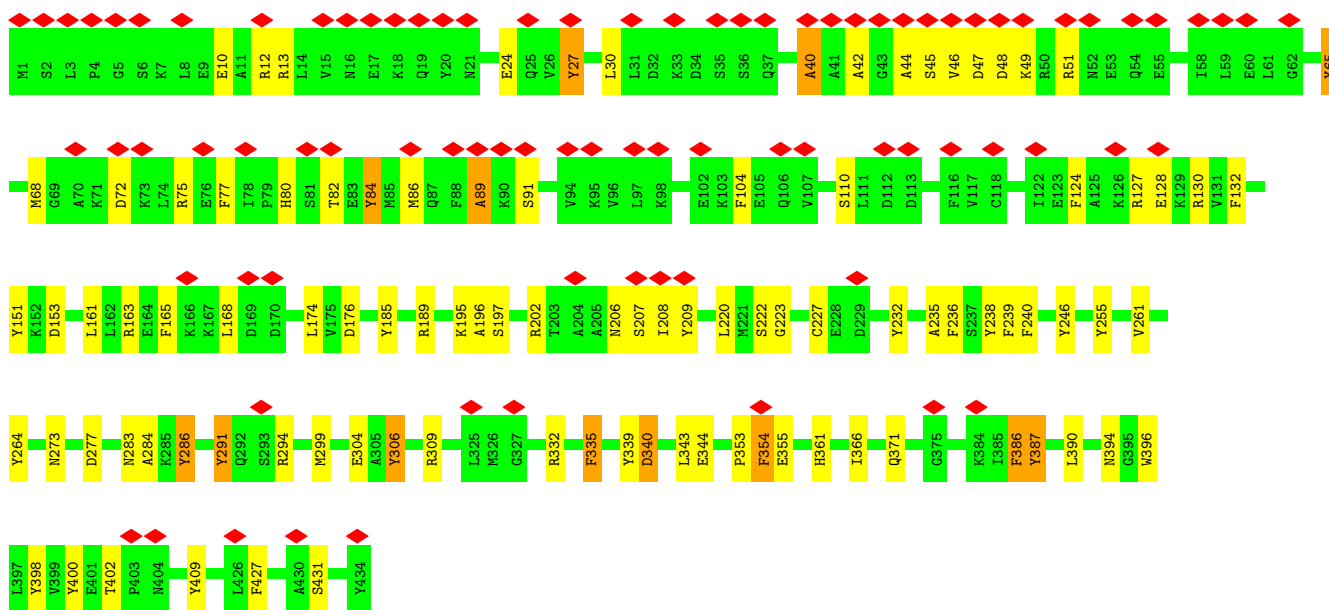 M1 S2 L3 P4 G5 S6 K7 L8 E9 E10 A11 R12 R13 L14 V15 N16 E17 K18 Q19 Y20 N21 E24 Q25 V26 Y27 L30 L31 D32 K33 D34 S35 S36 Q37 A40 A41 A42 G43 A44 S45 V46 D47 D48 K49 R50 R51 N52 E53 Q54 E55 I58 L59 E60 L61 G62
M68 G69 A70 K71 D72 K73 L74 R75 E76 F77 I78 P79 H80 S81 T82 E83 Y84 M85 M86 Q87 F88 A89 K90 S91 V94 K95 V96 L97 K98 E102 K103 F104 E105 Q106 V107 S110 L111 D112 D113 F116 V117 C118 I122 E123 F124 A125 K126 R127 E128 K129 R130 V131 F132
Y151 K152 D153 L161 L162 R163 E164 F165 K166 K167 L168 D169 D170 L174 V175 D176 Y185 R189 K195 A196 S197 R202 T203 A204 A205 N206 S207 I208 Y209 L220 M221 S222 G223 C227 E228 D229 Y232 A235 F236 S237 Y238 F239 F240 Y246 Y255 V261
Y264 N273 D277 N283 A284 K285 Y286 Y291 Q292 S293 R294 M299 E304 A305 Y306 R309 L325 M326 G327 R332 F335 Y339 D340 L343 E344 P353 F354 E355 H361 I366 Q371 G375 K384 I385 F386 Y387 L390 N394 G395 W396
L397 Y398 V399 Y400 E401 T402 P403 N404 Y409 L426 F427 A430 S431 Y434